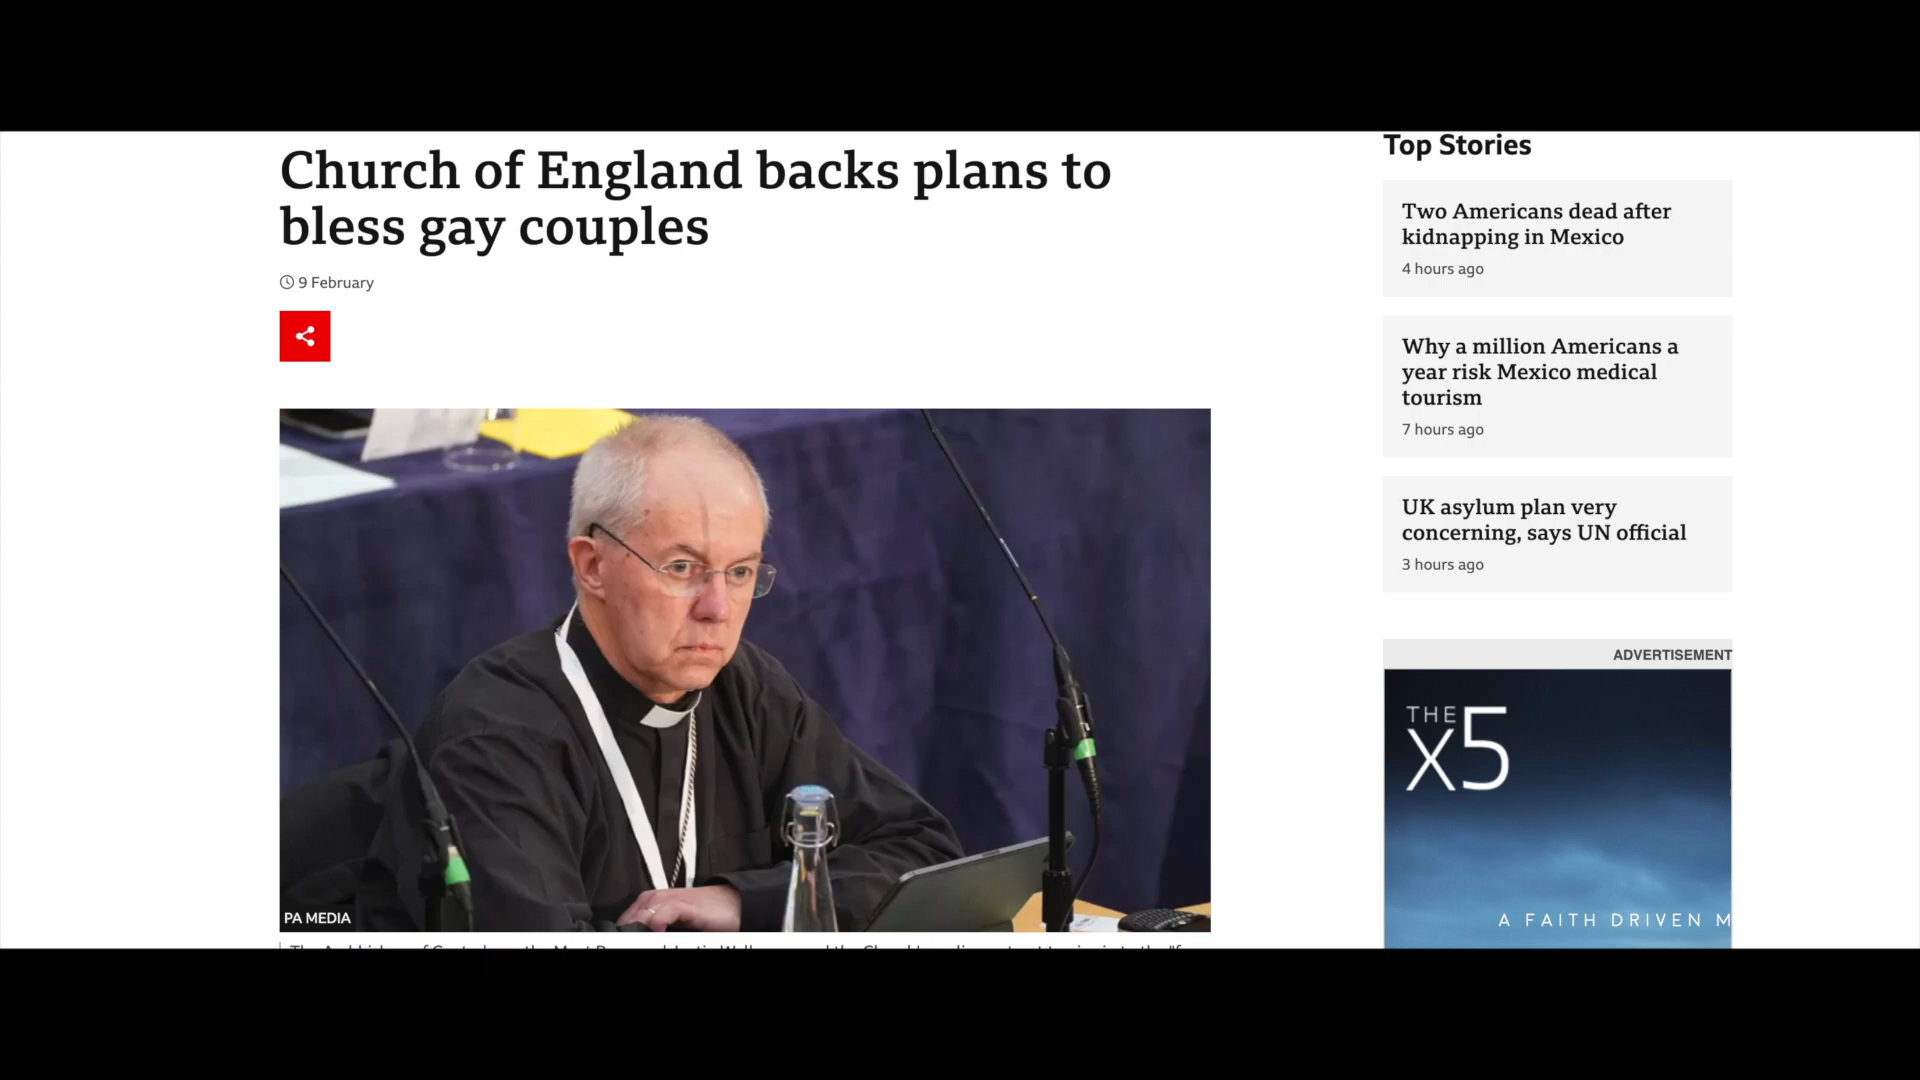 Church of England backs plans to
bless gay couples
9 February
PA MEDIA
Top Stories
Two Americans dead after
kidnapping in Mexico
4 hours ago
Why a million Americans a
year risk Mexico medical
tourism
7 hours ago
UK asylum plan very
concerning, says UN official
3 hours ago
ADVERTISEMENT
THE
X5
A FAITH DRIVEN M